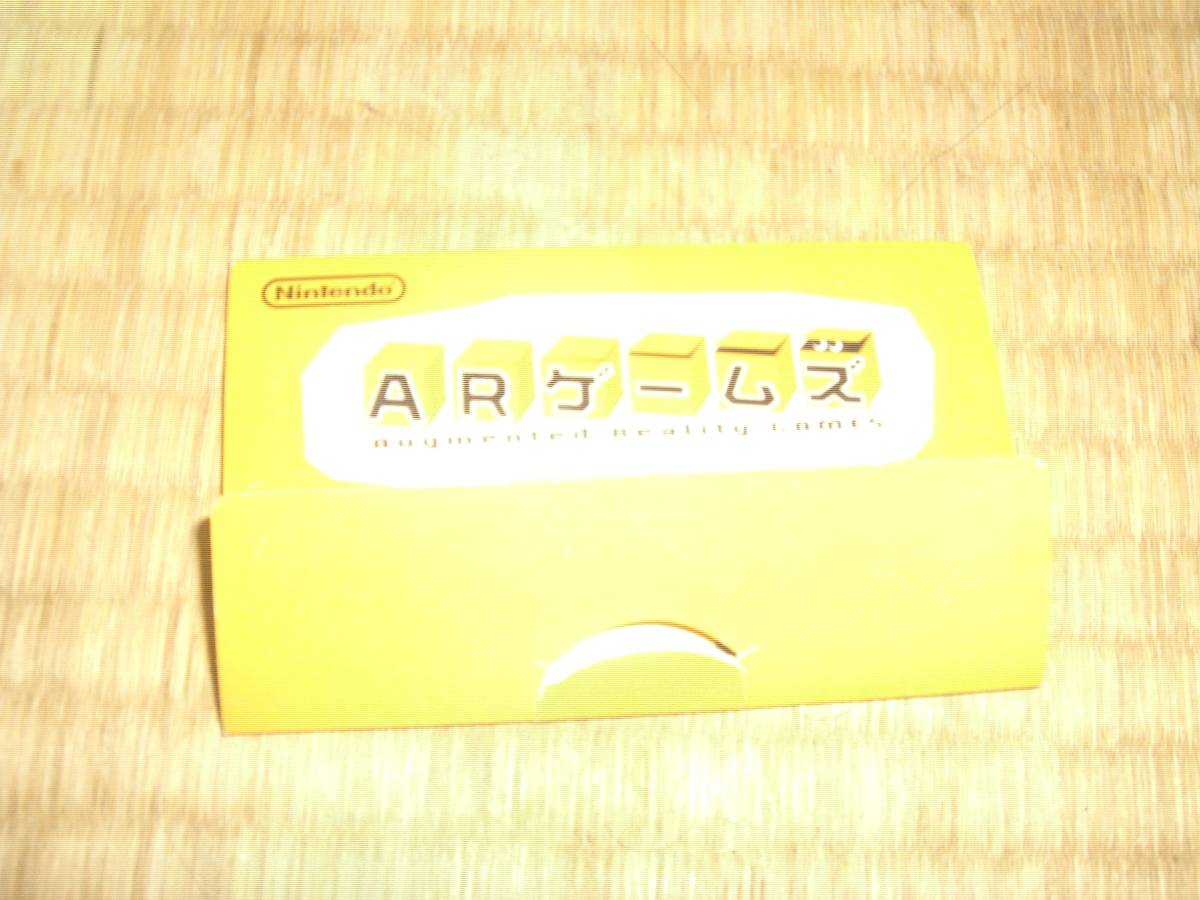 Nintendo
ARゲームズ
Augmented Reality Games